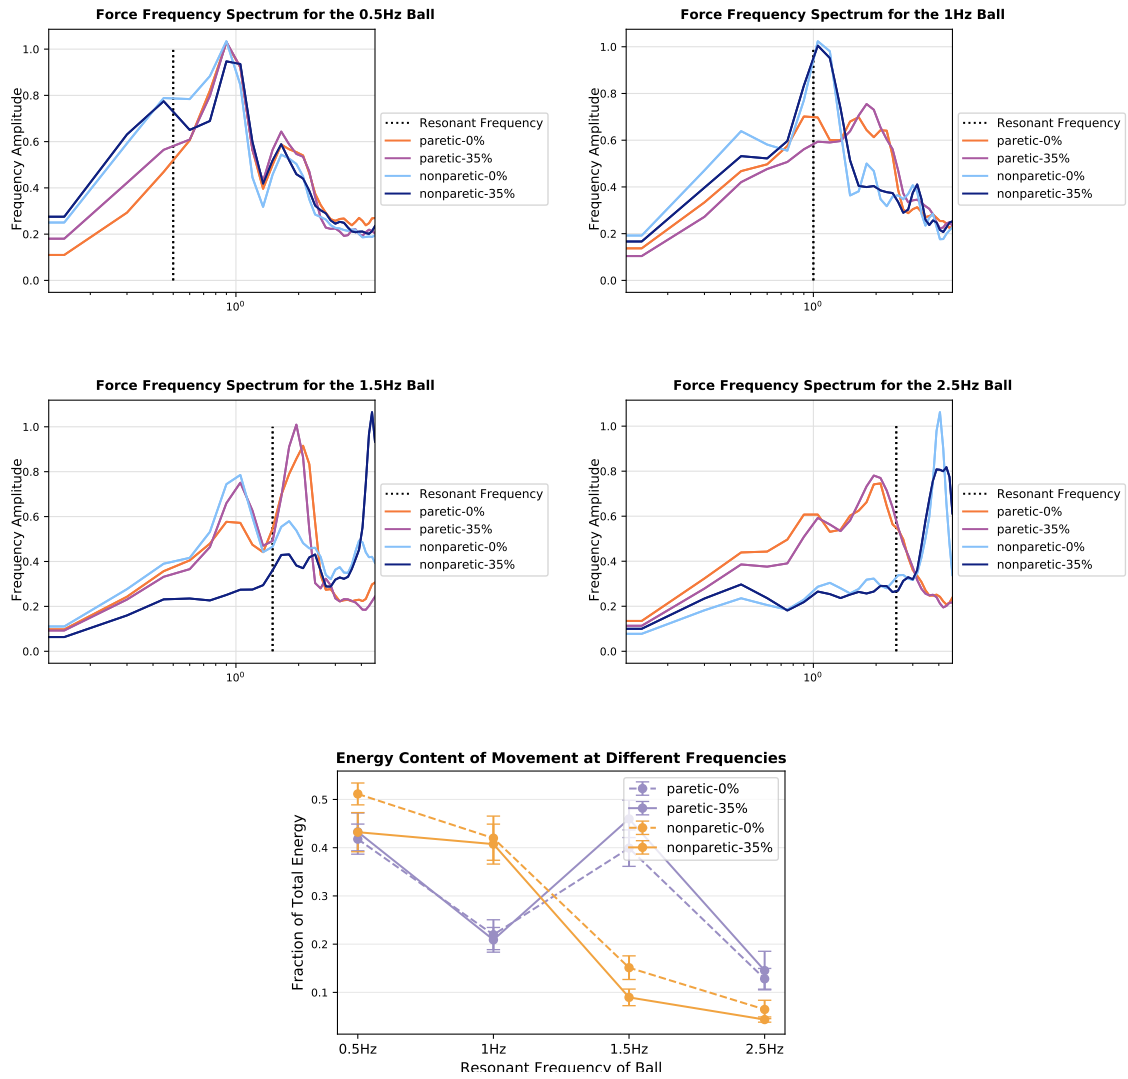 Force Frequency Spectrum for the 0.5Hz Ball
Frequency Amplitude
1.0
0.8
0.6
0.4
0.2
0.0
10⁰
Resonant Frequency
paretic-0%
paretic-35%
nonparetic-0%
nonparetic-35%
Force Frequency Spectrum for the 1Hz Ball
Frequency Amplitude
1.0
0.8
0.6
0.4
0.2
0.0
10⁰
Resonant Frequency
paretic-0%
paretic-35%
nonparetic-0%
nonparetic-35%
Force Frequency Spectrum for the 1.5Hz Ball
Frequency Amplitude
1.0
0.8
0.6
0.4
0.2
0.0
10⁰
Resonant Frequency
paretic-0%
paretic-35%
nonparetic-0%
nonparetic-35%
Force Frequency Spectrum for the 2.5Hz Ball
Frequency Amplitude
1.0
0.8
0.6
0.4
0.2
0.0
10⁰
Resonant Frequency
paretic-0%
paretic-35%
nonparetic-0%
nonparetic-35%
Energy Content of Movement at Different Frequencies
Fraction of Total Energy
0.5
0.4
0.3
0.2
0.1
paretic-0%
paretic-35%
nonparetic-0%
nonparetic-35%
0.5Hz 1Hz 1.5Hz 2.5Hz
Resonant Frequency of Ball